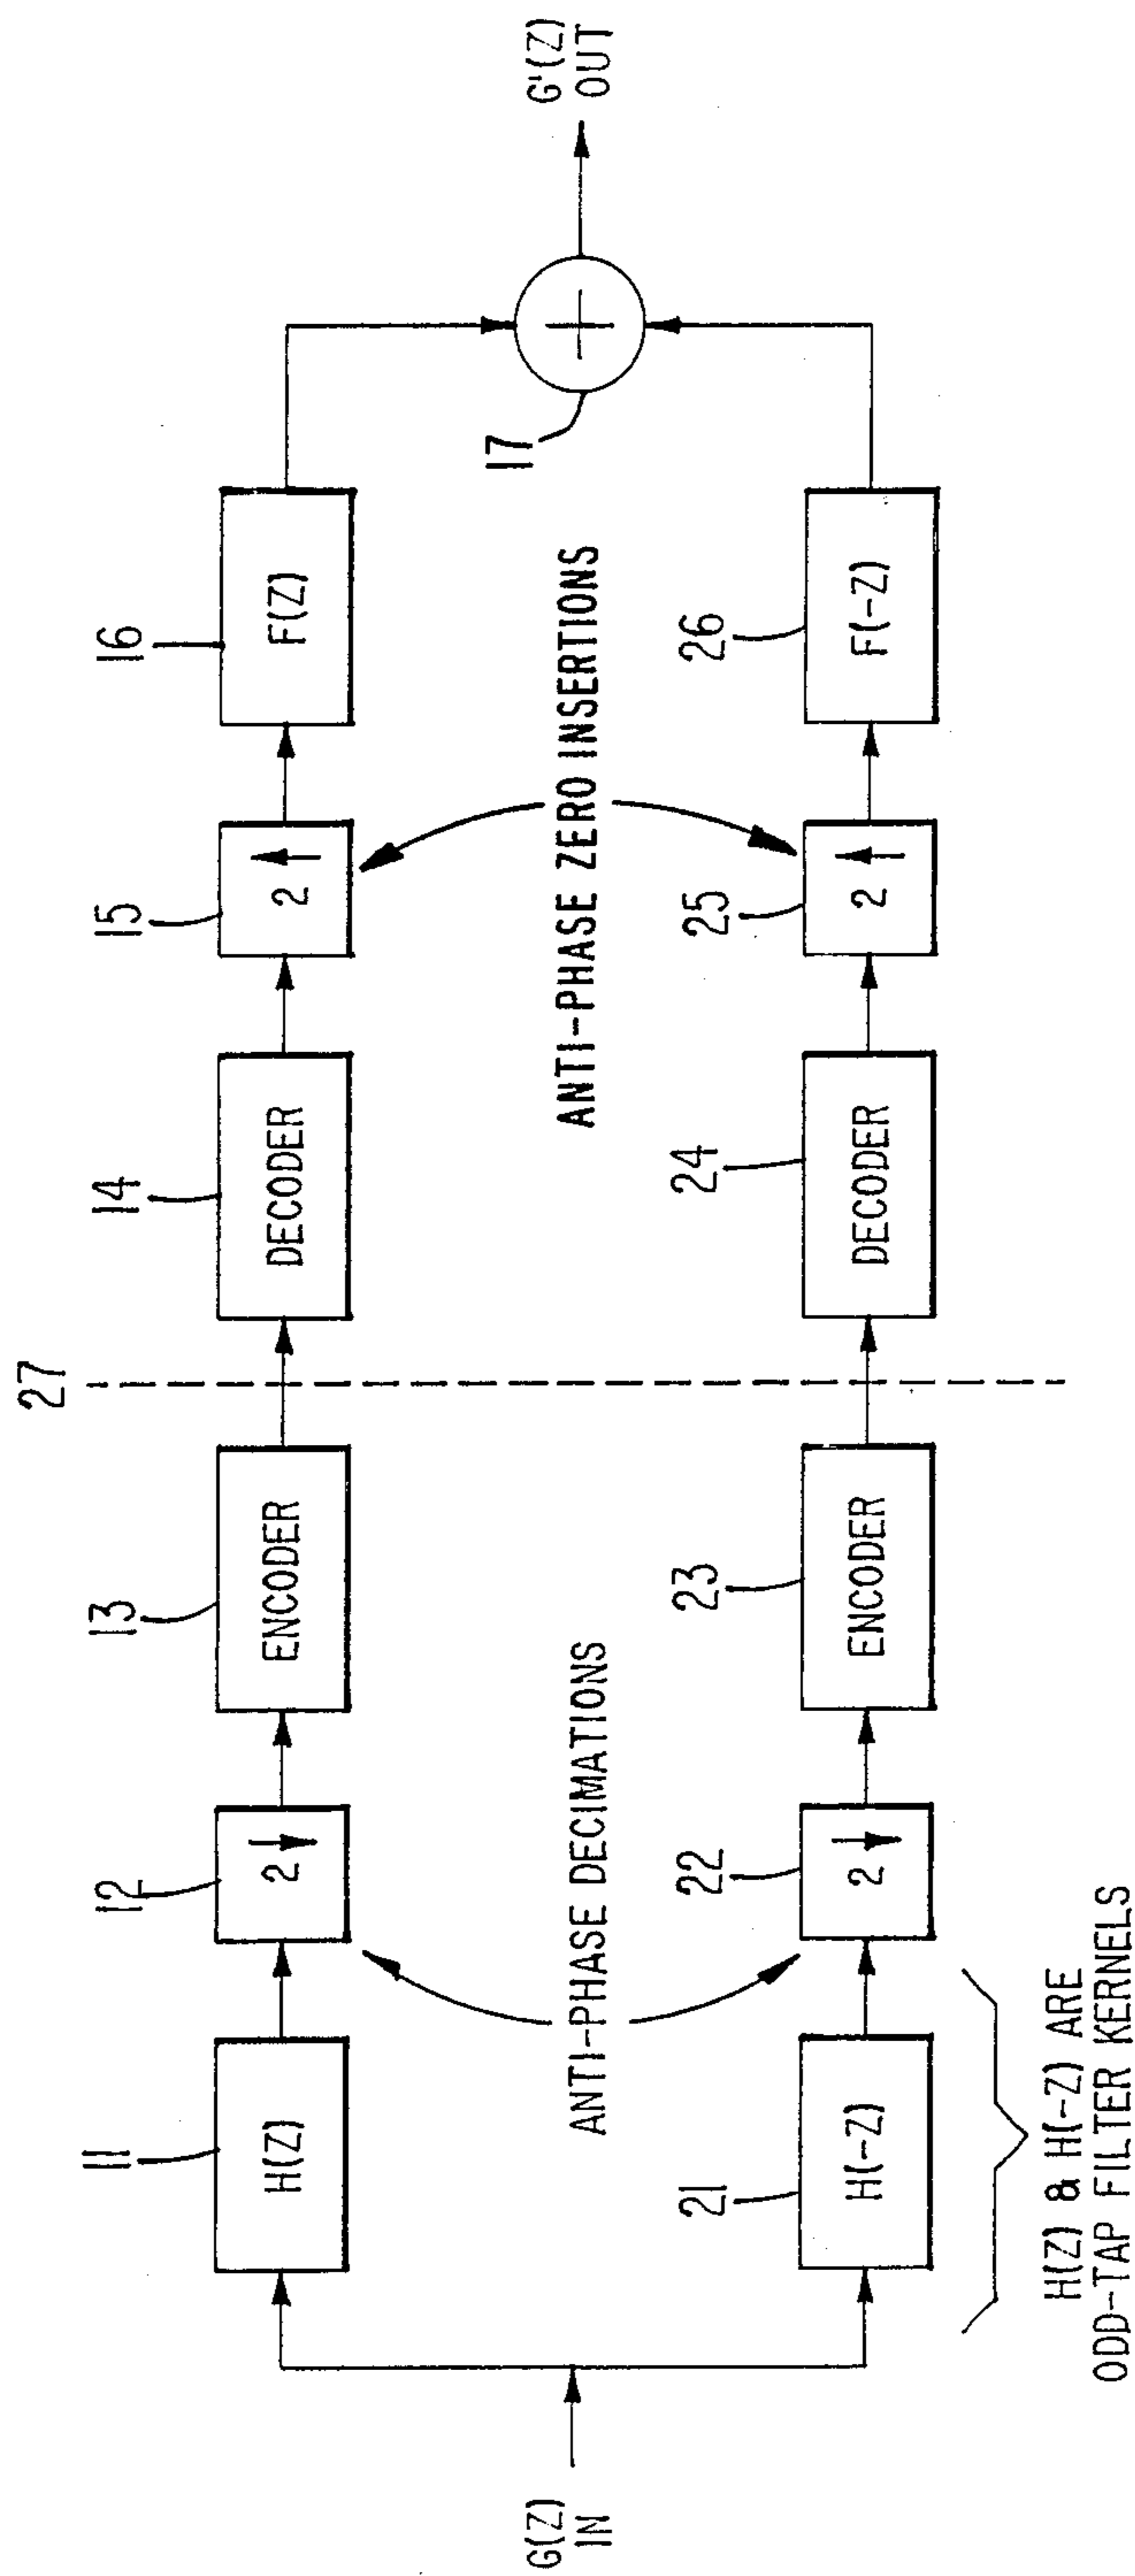 G(Z)
IN
11
H(Z)
12
2
13
ENCODER
27
14
DECODER
15
2
16
F(Z)
G'(Z)
OUT
17
ANTI-PHASE DECIMATIONS
ANTI-PHASE ZERO INSERTIONS
21
H(-Z)
22
2
23
ENCODER
24
DECODER
25
2
26
F(-Z)
H(Z) & H(-Z) ARE
ODD-TAP FILTER KERNELS